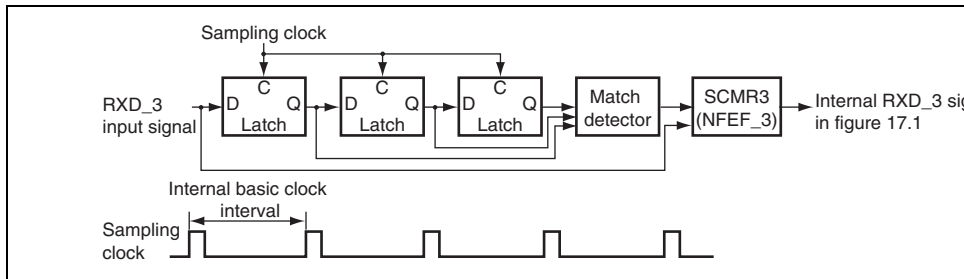 Sampling clock
C C C
D Q D Q D Q
Latch Latch Latch
RXD_3
input signal
Match
detector
SCMR3
(NFEF_3)
Internal RXD_3 sig
in figure 17.1
Internal basic clock
interval
Sampling
clock